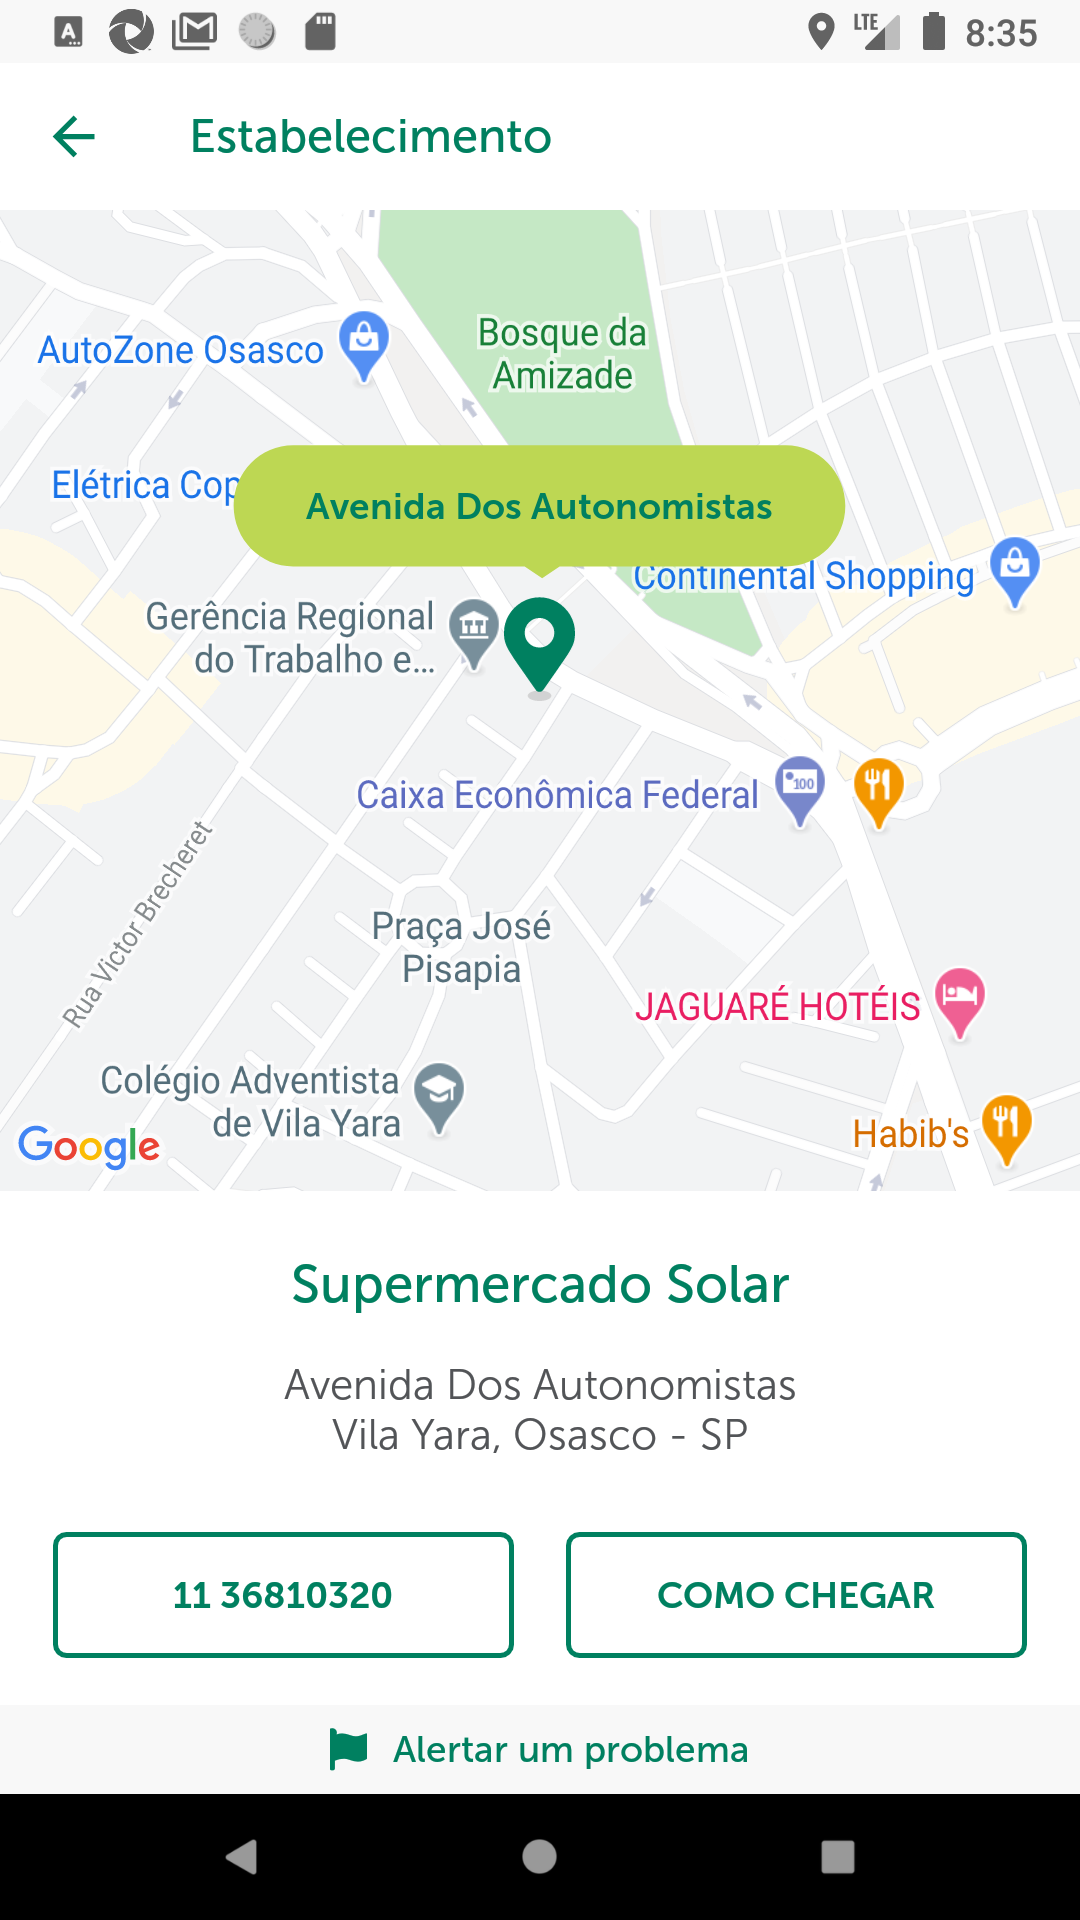 A
LTE
8:35
Estabelecimento
Bosque da
Amizade
AutoZone Osasco
Elétrica Cop
Avenida Dos Autonomistas
Continental Shopping
Gerência Regional
do Trabalho e...
Caixa Econômica Federal
100
Rua Victor Brecheret
Praça José
Pisapia
JAGUARÉ HOTÉIS
Colégio Adventista
de Vila Yara
Habib's
Google
Supermercado Solar
Avenida Dos Autonomistas
Vila Yara, Osasco - SP
11 36810320
COMO CHEGAR
Alertar um problema